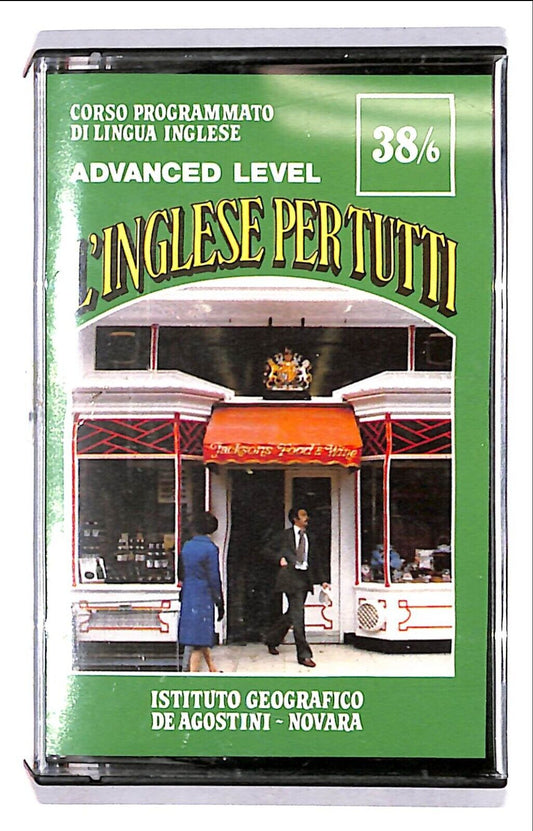 CORSO PROGRAMMATO
DI LINGUA INGLESE
38/6
ADVANCED LEVEL
L'INGLESE PER TUTTI
Jacksons Food & Wine
ISTITUTO GEOGRAFICO
DE AGOSTINI - NOVARA